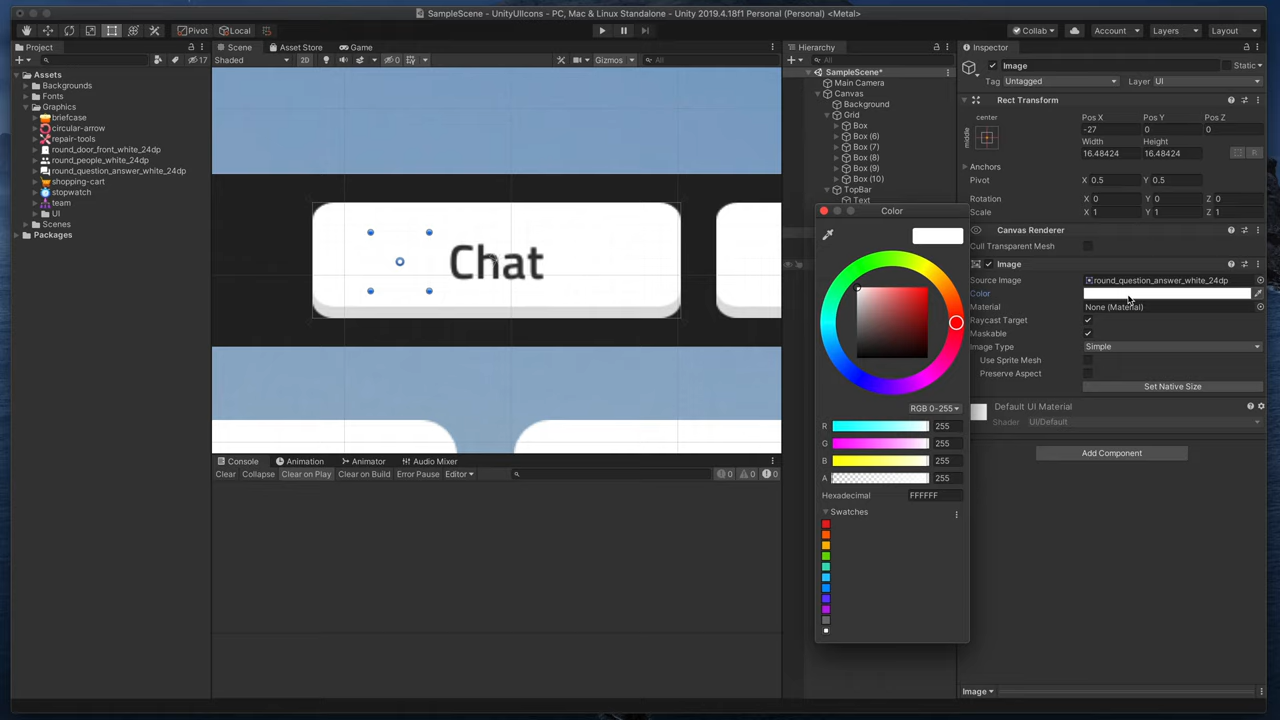 SampleScene - UnityUIIcons - PC, Mac & Linux Standalone - Unity 2019.4.18f1 Personal (Personal) <Metal>
Pivot Local Collab Account Layers Layout
Project
17
Assets
Backgrounds
Fonts
Graphics
briefcase
circular-arrow
repair-tools
round_door_front_white_24dp
round_people_white_24dp
round_question_answer_white_24dp
shopping-cart
stopwatch
team
UI
Scenes
Packages
Scene Asset Store Game
Shaded 2D 0 Gizmos All
Chat
Console Animation Animator Audio Mixer
Clear Collapse Clear on Play Clear on Build Error Pause Editor 0 0 0
Hierarchy
All
SampleScene*
Main Camera
Canvas
Background
Grid
Box
Box (6)
Box (7)
Box (8)
Box (9)
Box (10)
TopBar
Text
Color
RGB 0-255
R 255
G 255
B 255
A 255
Hexadecimal FFFFFF
Swatches
Inspector
Image Static
Tag Untagged Layer UI
Rect Transform
center
middle
Pos X Pos Y Pos Z
-27 0 0
Width Height
16.48424 16.48424
R
Anchors
Pivot X 0.5 Y 0.5
Rotation X 0 Y 0 Z 0
Scale X 1 Y 1 Z 1
Canvas Renderer
Cull Transparent Mesh
Image
Source Image round_question_answer_white_24dp
Color
Material None (Material)
Raycast Target
Maskable
Image Type Simple
Use Sprite Mesh
Preserve Aspect
Set Native Size
Default UI Material
Shader UI/Default
Add Component
Image